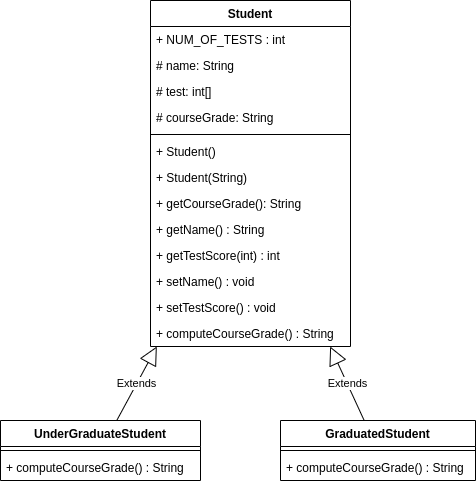 Student
+ NUM_OF_TESTS : int
# name: String
# test: int[]
# courseGrade: String
+ Student()
+ Student(String)
+ getCourseGrade(): String
+ getName() : String
+ getTestScore(int) : int
+ setName() : void
+ setTestScore() : void
+ computeCourseGrade() : String
Extends
Extends
UnderGraduateStudent
+ computeCourseGrade() : String
GraduatedStudent
+ computeCourseGrade() : String